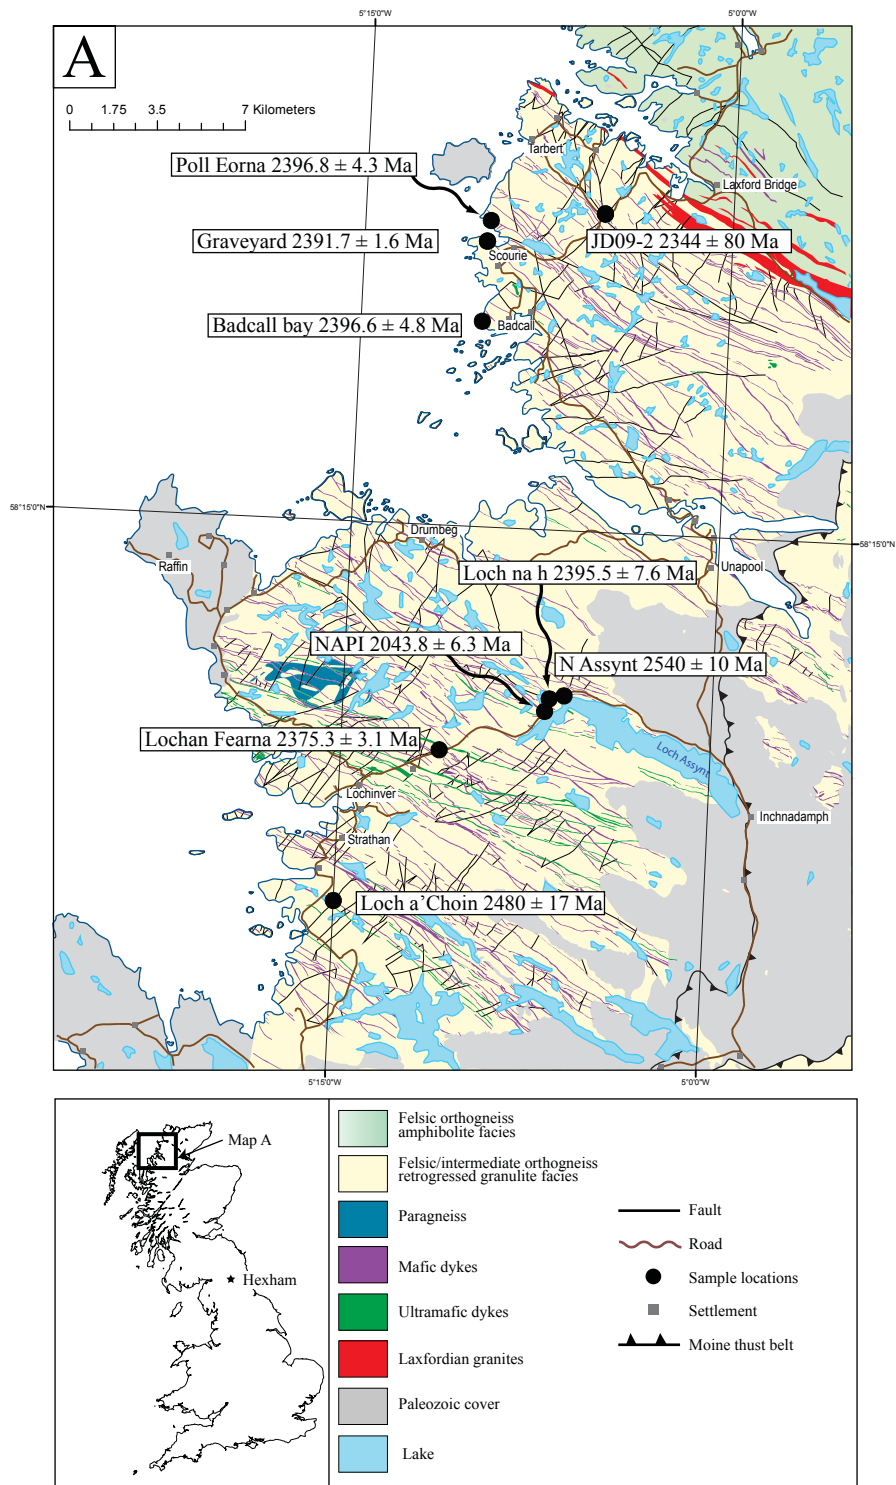 5°15'0"W
5°0'0"W
A
0 1.75 3.5 7 Kilometers
Tarbert
Poll Eorna 2396.8 ± 4.3 Ma
Laxford Bridge
Graveyard 2391.7 ± 1.6 Ma
JD09-2 2344 ± 80 Ma
Scourie
Badcall bay 2396.6 ± 4.8 Ma
Badcall
58°15'0"N
Drumbeg
58°15'0"N
Raffin
Unapool
Loch na h 2395.5 ± 7.6 Ma
NAPI 2043.8 ± 6.3 Ma
N Assynt 2540 ± 10 Ma
Lochan Fearna 2375.3 ± 3.1 Ma
Loch Assynt
Lochinver
Inchnadamph
Strathan
Loch a’Choin 2480 ± 17 Ma
5°15'0"W
5°0'0"W
Map A
Hexham
Felsic orthogneiss
amphibolite facies
Felsic/intermediate orthogneiss
retrogressed granulite facies
Paragneiss
Mafic dykes
Ultramafic dykes
Laxfordian granites
Paleozoic cover
Lake
Fault
Road
Sample locations
Settlement
Moine thust belt